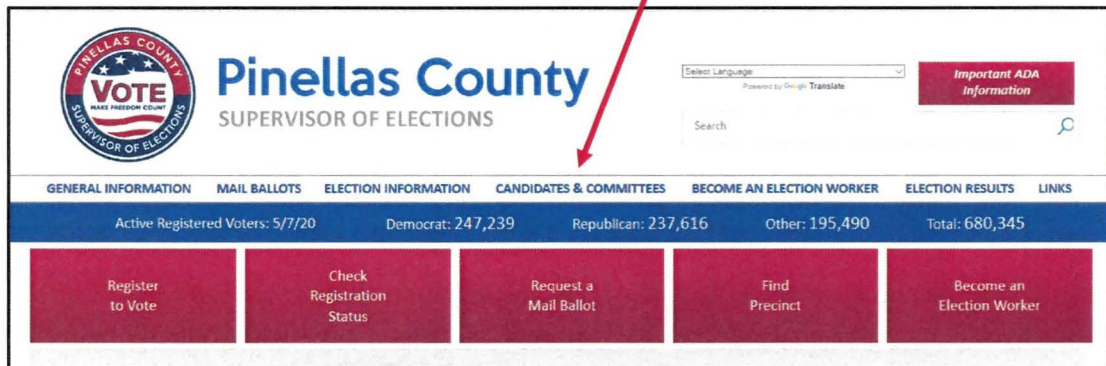 PINELLAS COUNTY
VOTE
MAKE FREEDOM COUNT
SUPERVISOR OF ELECTIONS
Pinellas County
SUPERVISOR OF ELECTIONS
Select Language
Powered by Google Translate
Important ADA
Information
Search
GENERAL INFORMATION MAIL BALLOTS ELECTION INFORMATION CANDIDATES & COMMITTEES BECOME AN ELECTION WORKER ELECTION RESULTS LINKS
Active Registered Voters: 5/7/20 Democrat: 247,239 Republican: 237,616 Other: 195,490 Total: 680,345
Register
to Vote
Check
Registration
Status
Request a
Mail Ballot
Find
Precinct
Become an
Election Worker